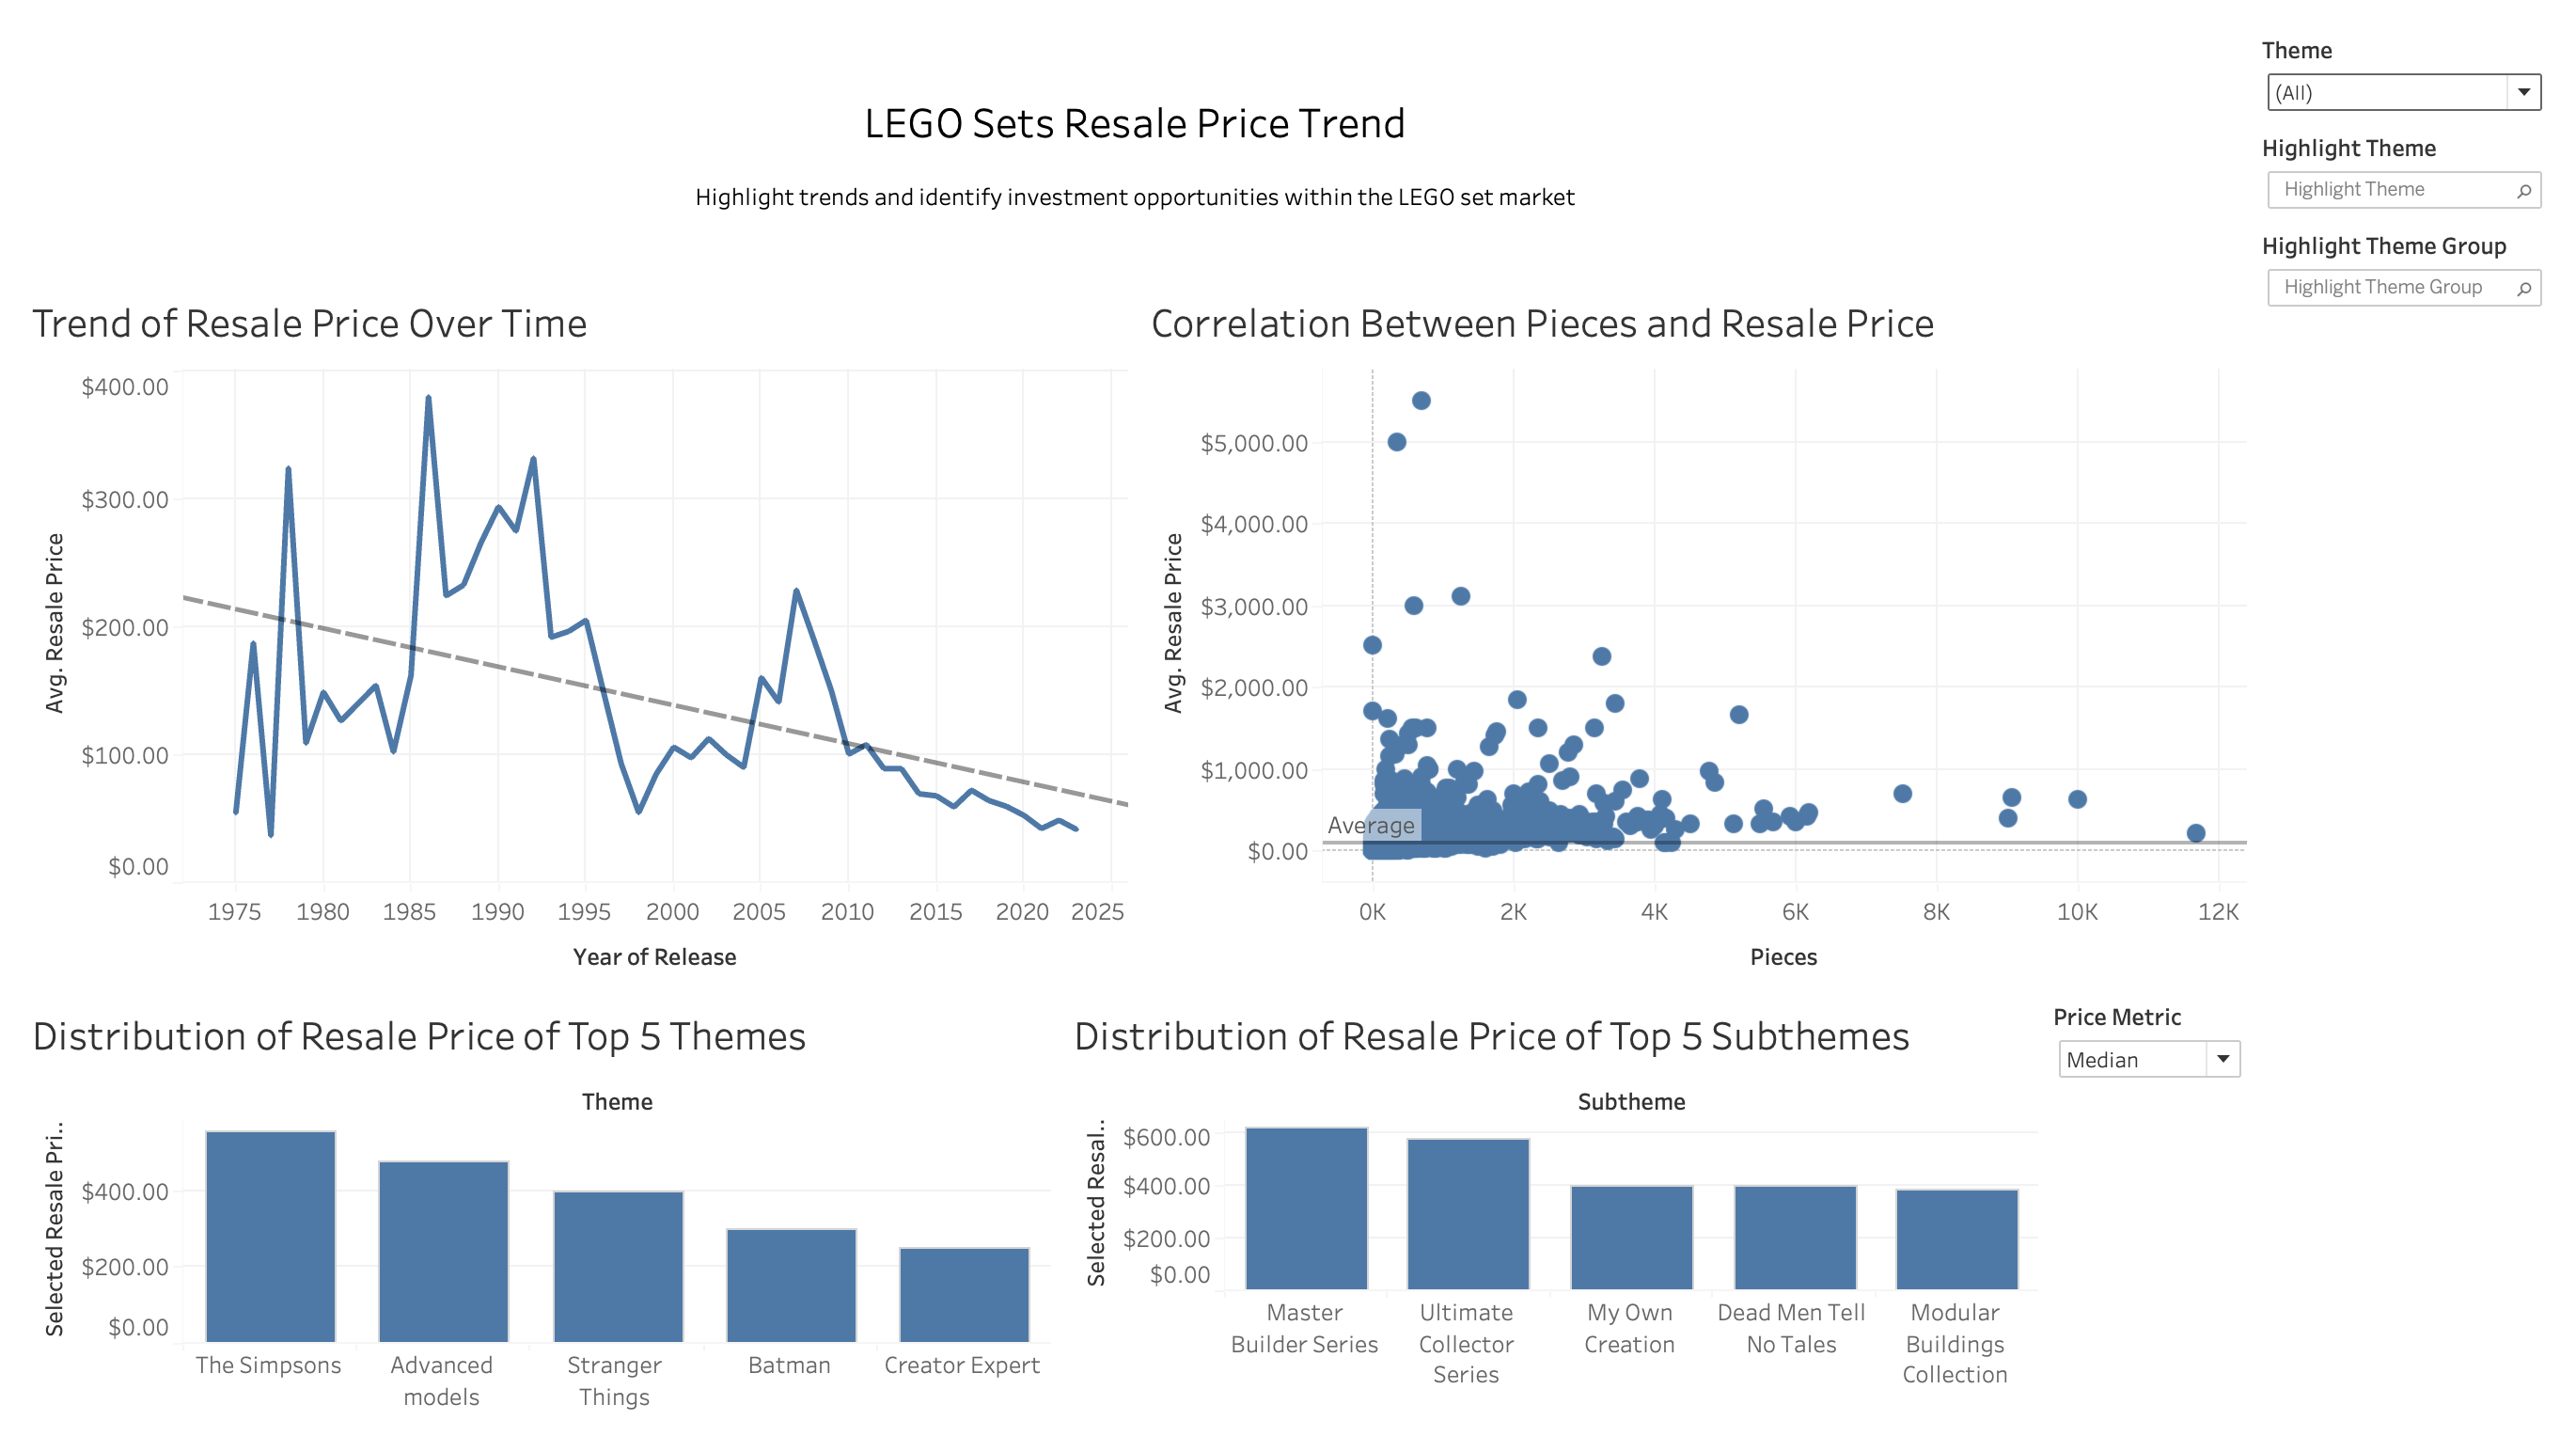 Theme
(All)
Highlight Theme
Highlight Theme
Highlight Theme Group
Highlight Theme Group
LEGO Sets Resale Price Trend
Highlight trends and identify investment opportunities within the LEGO set market
Trend of Resale Price Over Time
Avg. Resale Price
$400.00
$300.00
$200.00
$100.00
$0.00
1975 1980 1985 1990 1995 2000 2005 2010 2015 2020 2025
Year of Release
Correlation Between Pieces and Resale Price
Avg. Resale Price
$5,000.00
$4,000.00
$3,000.00
$2,000.00
$1,000.00
$0.00
Average
0K 2K 4K 6K 8K 10K 12K
Pieces
Distribution of Resale Price of Top 5 Themes
Theme
Selected Resale Pri..
$400.00
$200.00
$0.00
The Simpsons
Advanced
models
Stranger
Things
Batman
Creator Expert
Distribution of Resale Price of Top 5 Subthemes
Price Metric
Median
Subtheme
Selected Resal..
$600.00
$400.00
$200.00
$0.00
Master
Builder Series
Ultimate
Collector
Series
My Own
Creation
Dead Men Tell
No Tales
Modular
Buildings
Collection